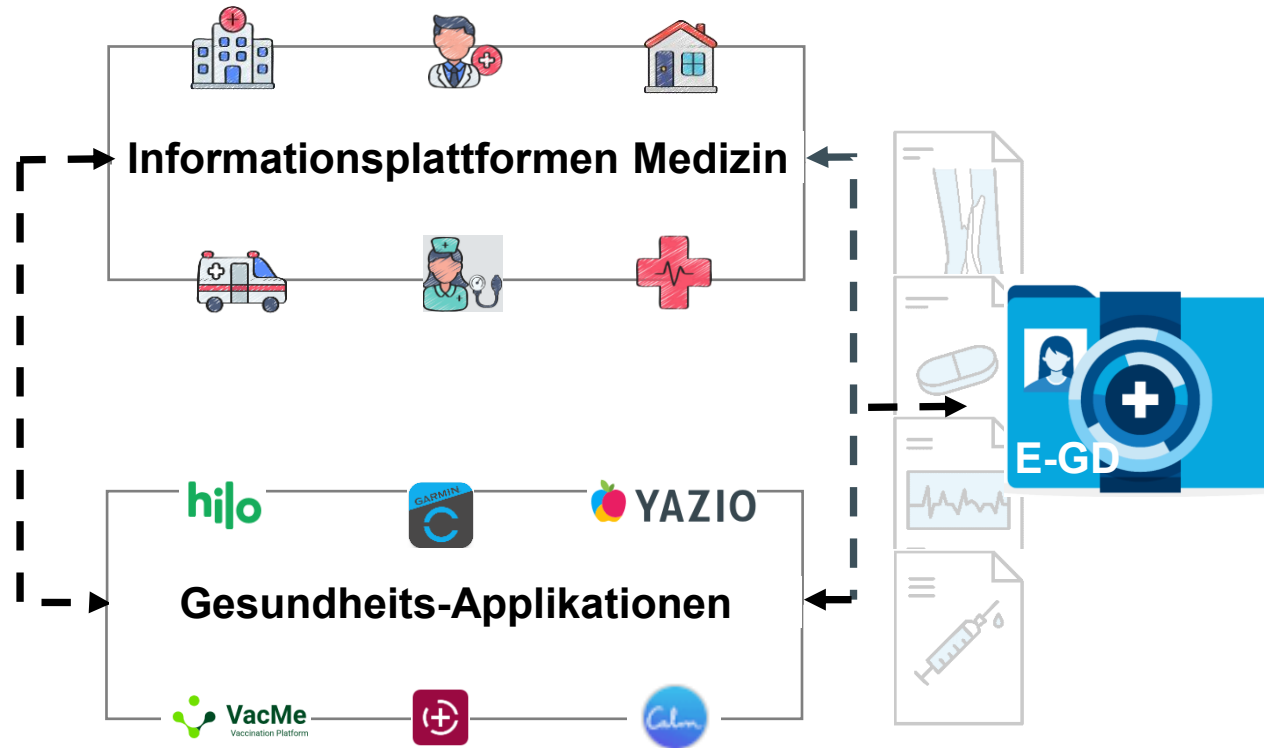 Informationsplattformen Medizin
E-GD
hilo
GARMIN
YAZIO
Gesundheits-Applikationen
VacMe
Vaccination Platform
Calm